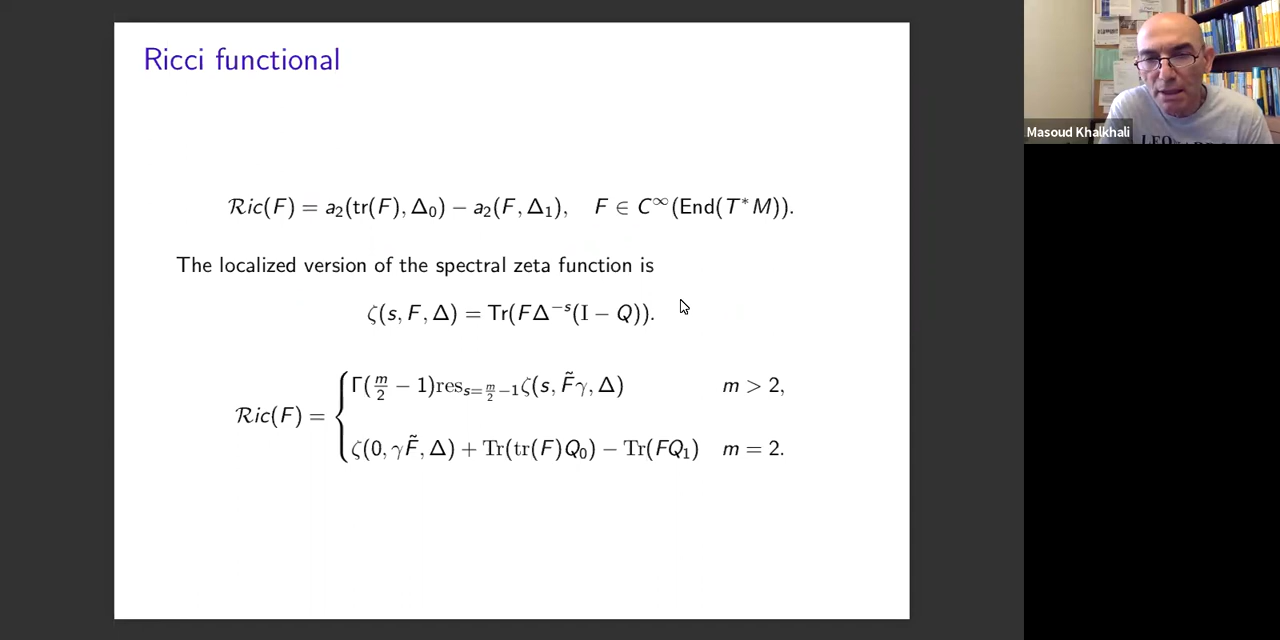 Ricci functional
Ric(F) = a₂(tr(F), Δ₀) − a₂(F, Δ₁), F ∈ C^∞(End(T*M)).
The localized version of the spectral zeta function is
ζ(s, F, Δ) = Tr(FΔ^{−s}(I − Q)).
Ric(F) = { Γ(m/2 − 1)res_{s=m/2−1}ζ(s, F̃γ, Δ) m > 2,
ζ(0, γF̃, Δ) + Tr(tr(F)Q₀) − Tr(FQ₁) m = 2.
Masoud Khalkhali